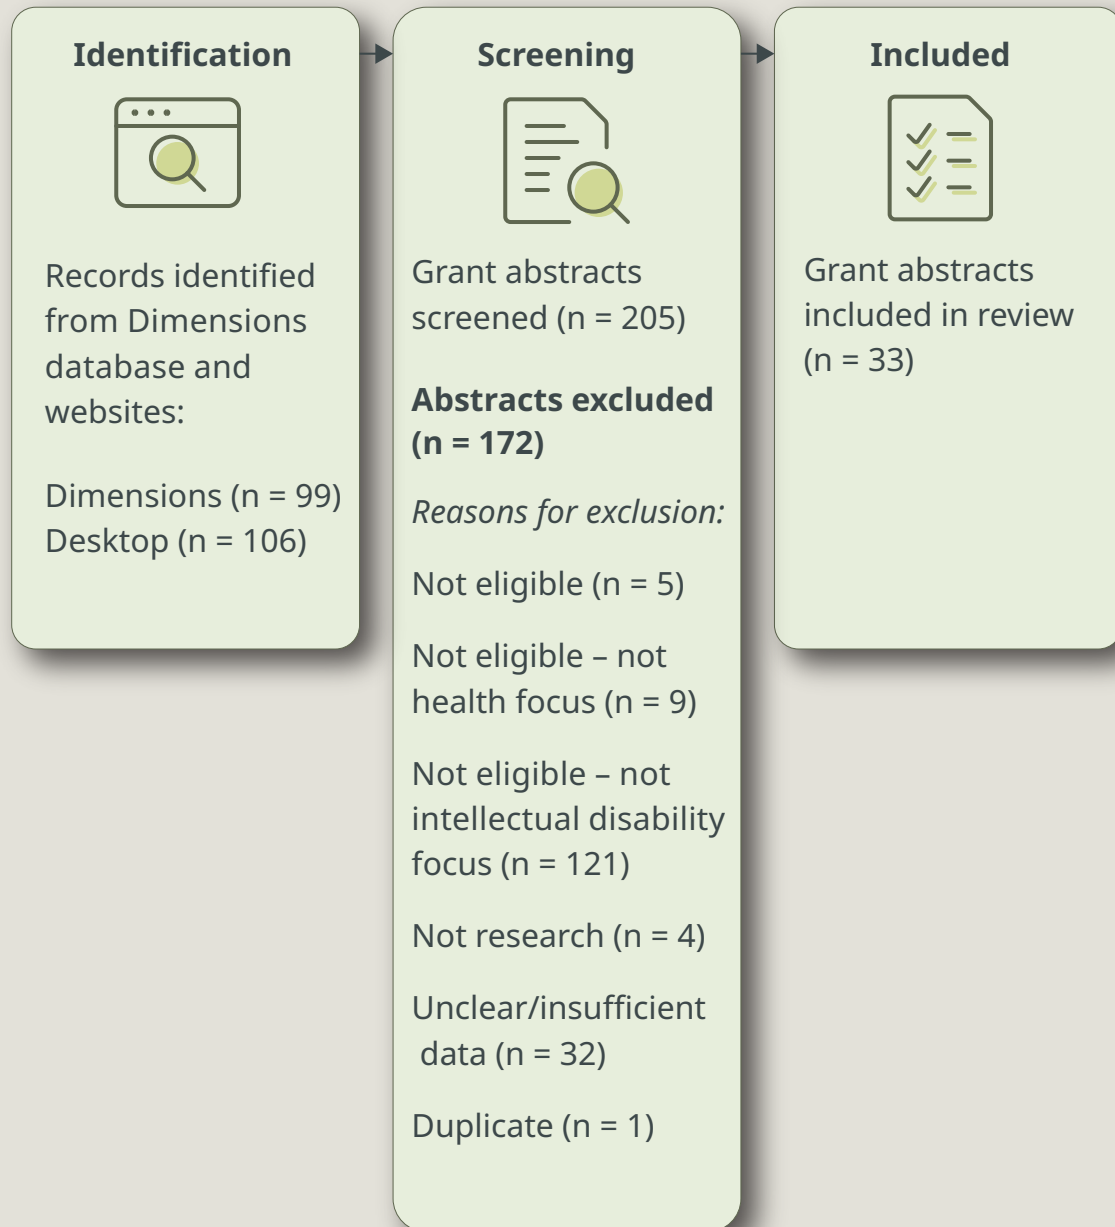 Identification
Records identified
from Dimensions
database and
websites:
Dimensions (n = 99)
Desktop (n = 106)
Screening
Grant abstracts
screened (n = 205)
Abstracts excluded
(n = 172)
Reasons for exclusion:
Not eligible (n = 5)
Not eligible – not
health focus (n = 9)
Not eligible – not
intellectual disability
focus (n = 121)
Not research (n = 4)
Unclear/insufficient
data (n = 32)
Duplicate (n = 1)
Included
Grant abstracts
included in review
(n = 33)